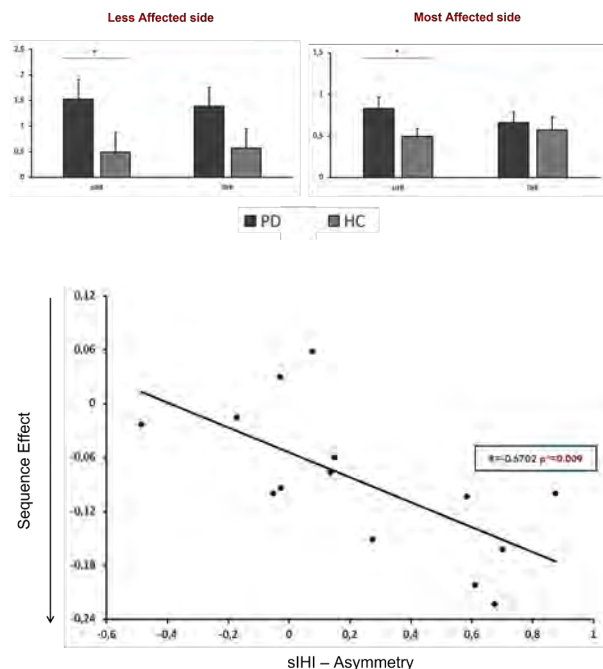 Less Affected side
Most Affected side
2,5
2
1,5
1
0,5
0
sIHI
1,5
1
0,5
0
sIHI
PD HC
0,12
0,06
0
-0,06
-0,12
-0,18
-0,24
Sequence Effect
R=-0.6702 p=0.009
-0,6 -0,4 -0,2 0 0,2 0,4 0,6 0,8 1
sIHI – Asymmetry